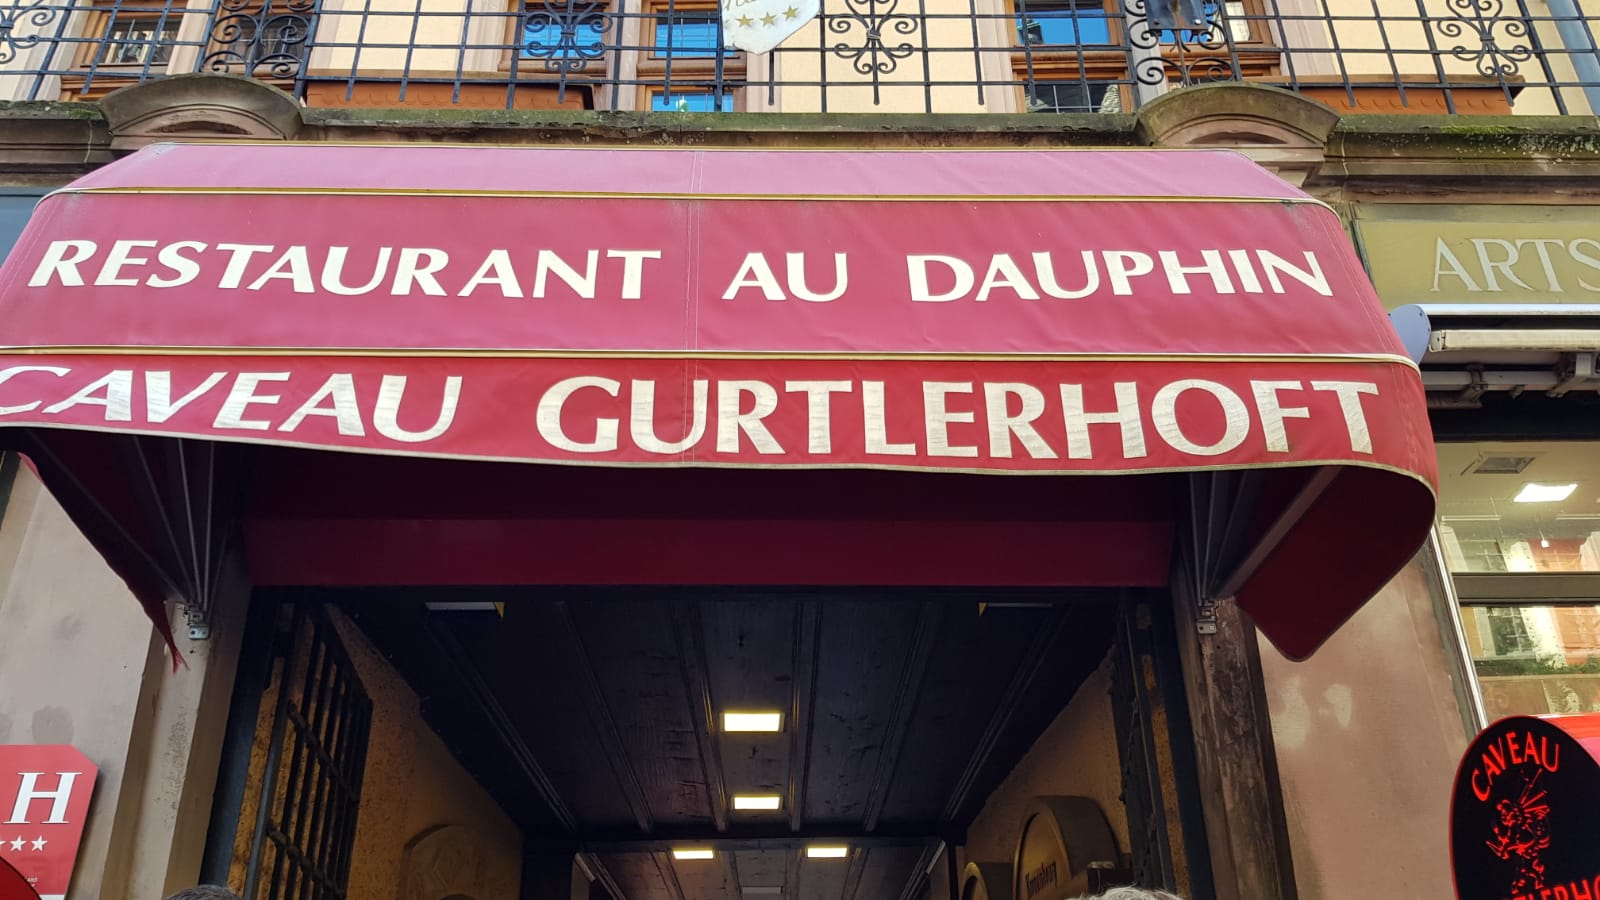 RESTAURANT AU DAUPHIN
CAVEAU GURTLERHOFT
ARTS
H
CAVEAU